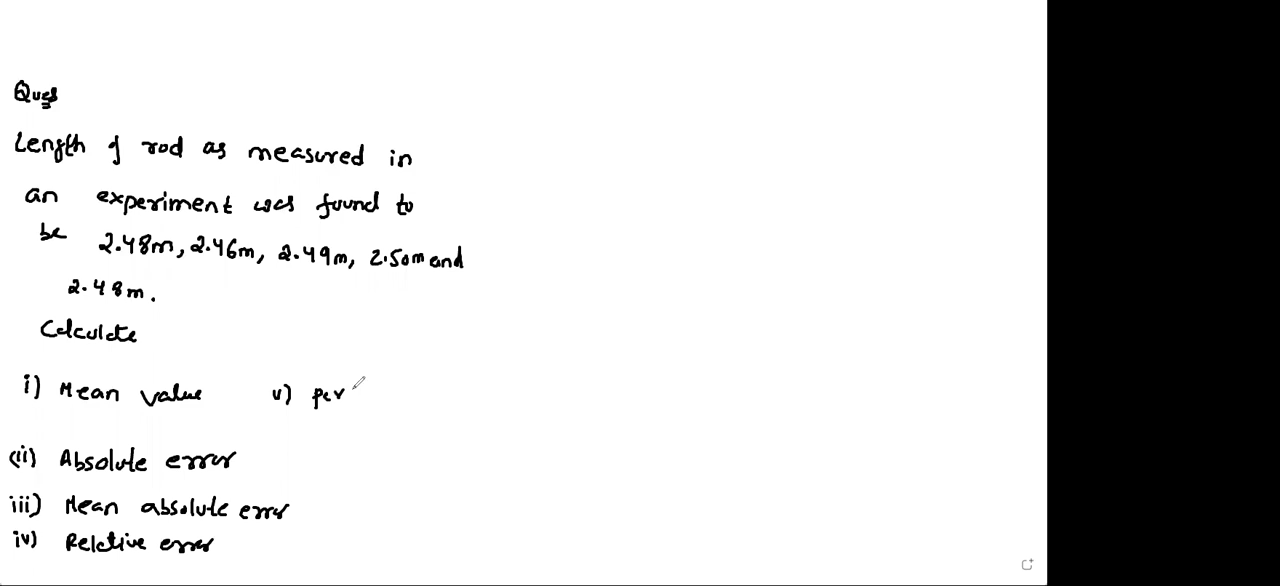 Ques
Length of rod as measured in
an experiment was found to
be 2.48m, 2.46m, 2.49m, 2.50m and
2.48m.
Calculate
i) Mean value v) per
(ii) Absolute error
iii) Mean absolute error
iv) Relative error